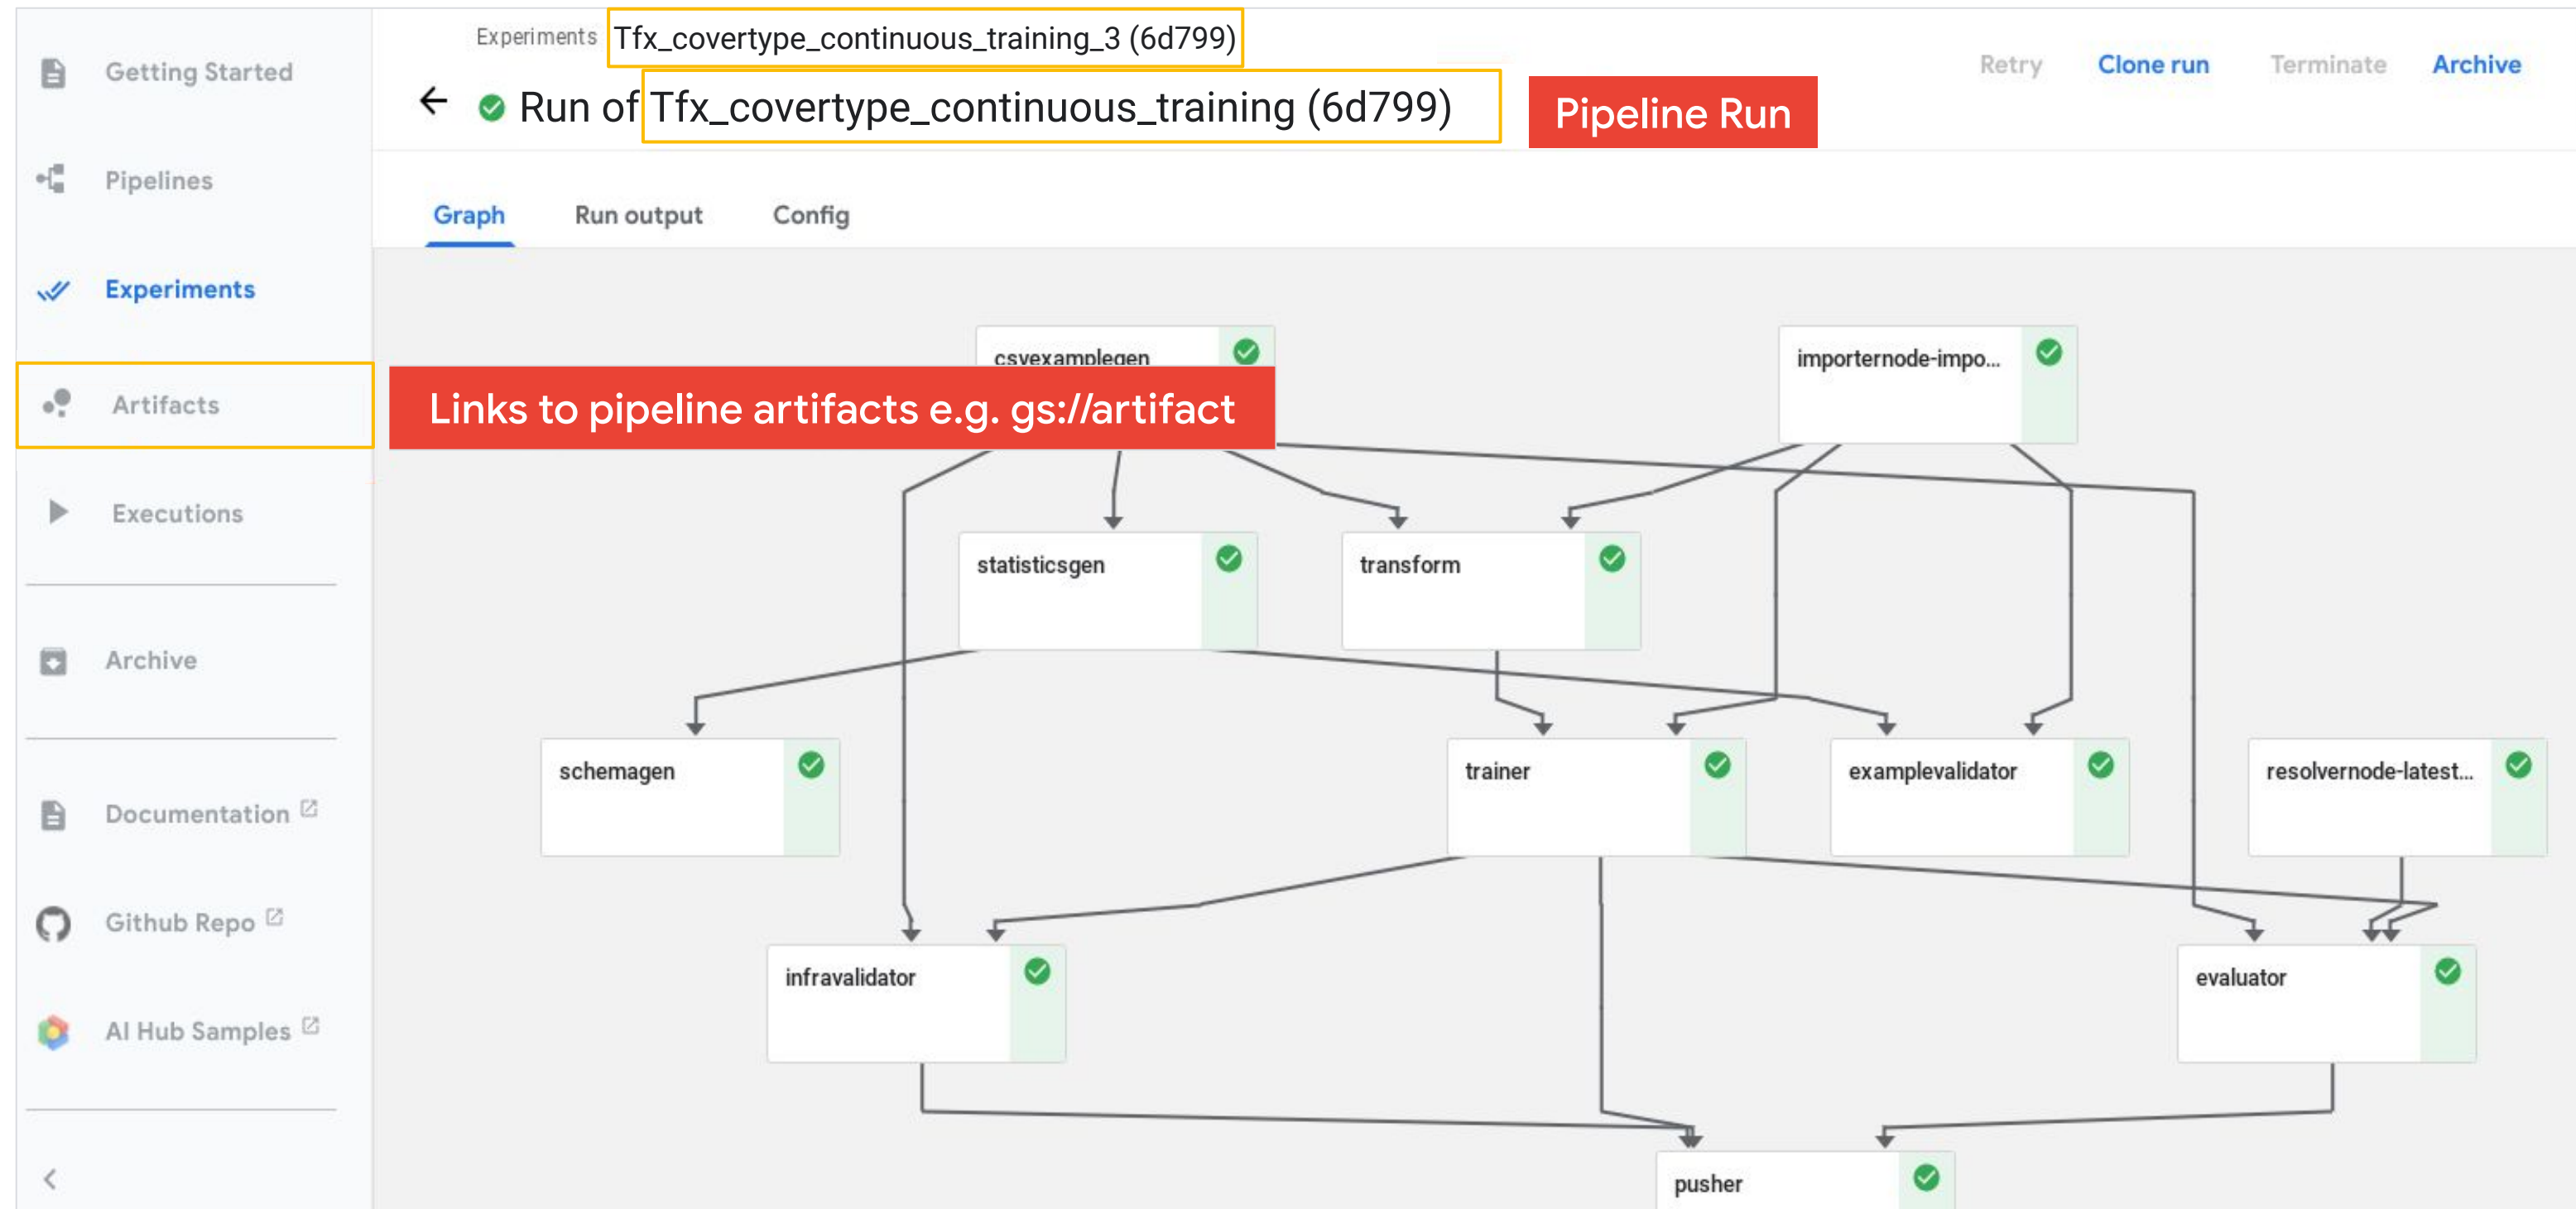 Getting Started
Pipelines
Experiments
Artifacts
Executions
Archive
Documentation
Github Repo
AI Hub Samples
Experiments Tfx_covertype_continuous_training_3 (6d799)
Run of Tfx_covertype_continuous_training (6d799)
Pipeline Run
Retry Clone run Terminate Archive
Graph Run output Config
csvexamplegen
importernode-impo...
Links to pipeline artifacts e.g. gs://artifact
statisticsgen
transform
schemagen
trainer
examplevalidator
resolvernode-latest...
infravalidator
evaluator
pusher